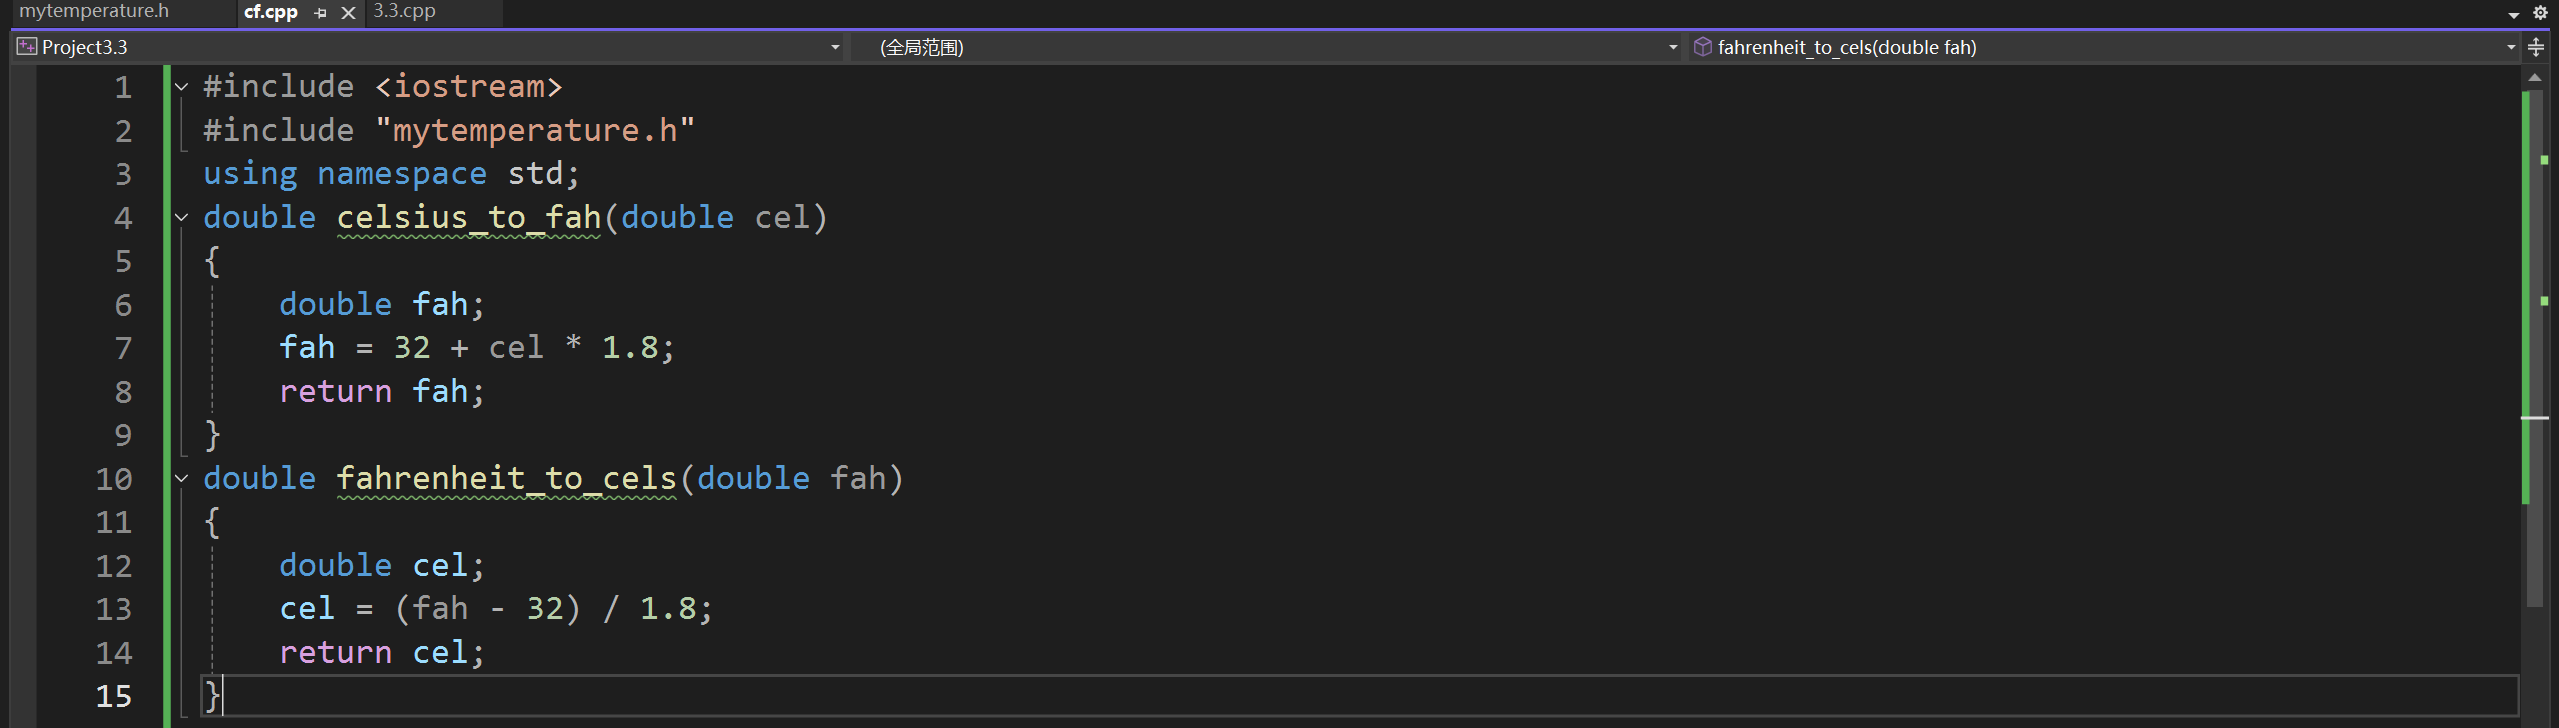 mytemperature.h cf.cpp 3.3.cpp
Project3.3 (全局范围) fahrenheit_to_cels(double fah)
1 #include <iostream>
2 #include "mytemperature.h"
3 using namespace std;
4 double celsius_to_fah(double cel)
5 {
6 double fah;
7 fah = 32 + cel * 1.8;
8 return fah;
9 }
10 double fahrenheit_to_cels(double fah)
11 {
12 double cel;
13 cel = (fah - 32) / 1.8;
14 return cel;
15 }